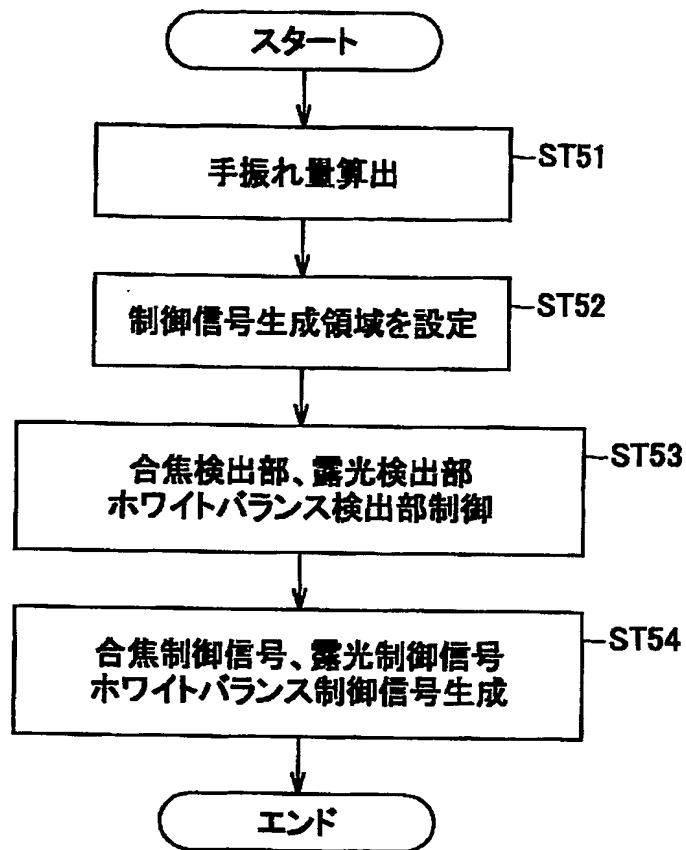 スタート
手振れ量算出
ST51
制御信号生成領域を設定
ST52
合焦検出部、露光検出部
ホワイトバランス検出部制御
ST53
合焦制御信号、露光制御信号
ホワイトバランス制御信号生成
ST54
エンド